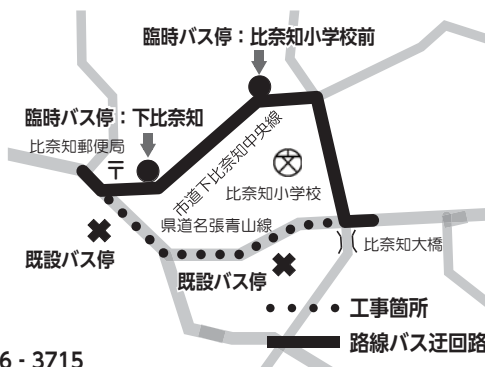 臨時バス停：比奈知小学校前
臨時バス停：下比奈知
比奈知郵便局
〒
市道下比奈知中央線
文
比奈知小学校
県道名張青山線
比奈知大橋
既設バス停
既設バス停
工事箇所
路線バス迂回路
6 - 3715